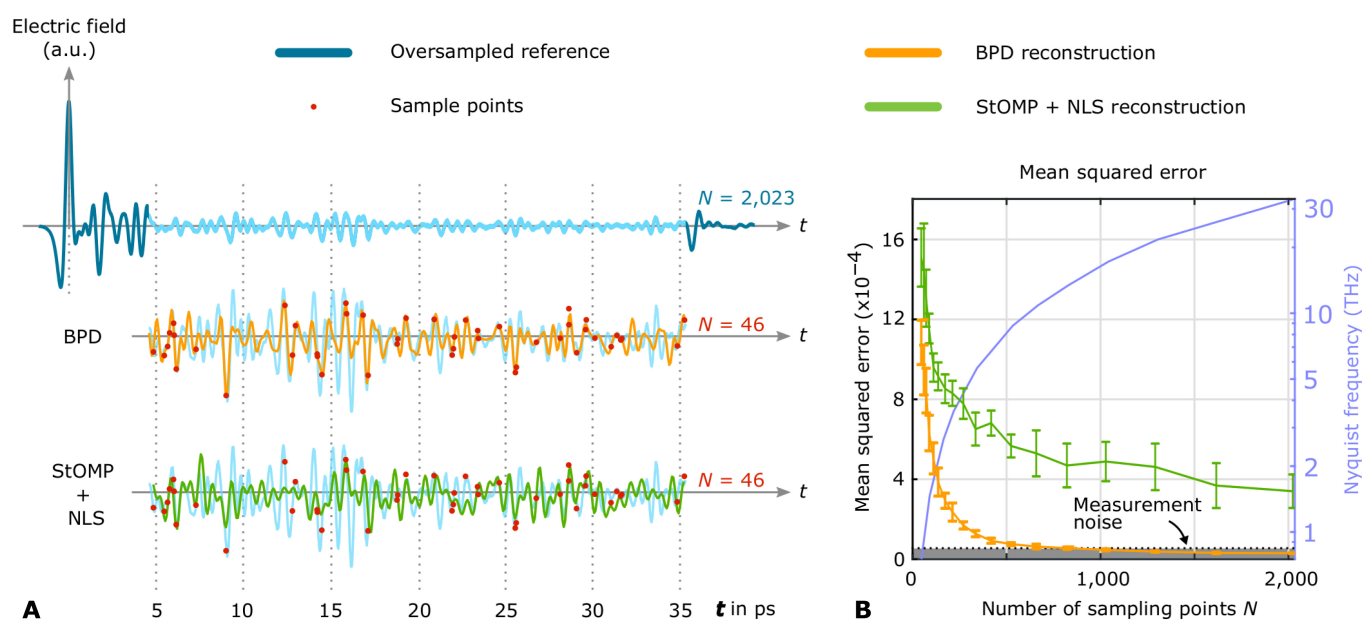 Electric field
(a.u.)
Oversampled reference
Sample points
BPD reconstruction
StOMP + NLS reconstruction
N = 2,023
t
BPD
N = 46
t
StOMP
+
NLS
N = 46
t
5 10 15 20 25 30 35 t in ps
A
Mean squared error
Mean squared error (x10−4)
16
12
8
4
0
0 1,000 2,000
Number of sampling points N
Measurement
noise
30
10
5
2
1
Nyquist frequency (THz)
B